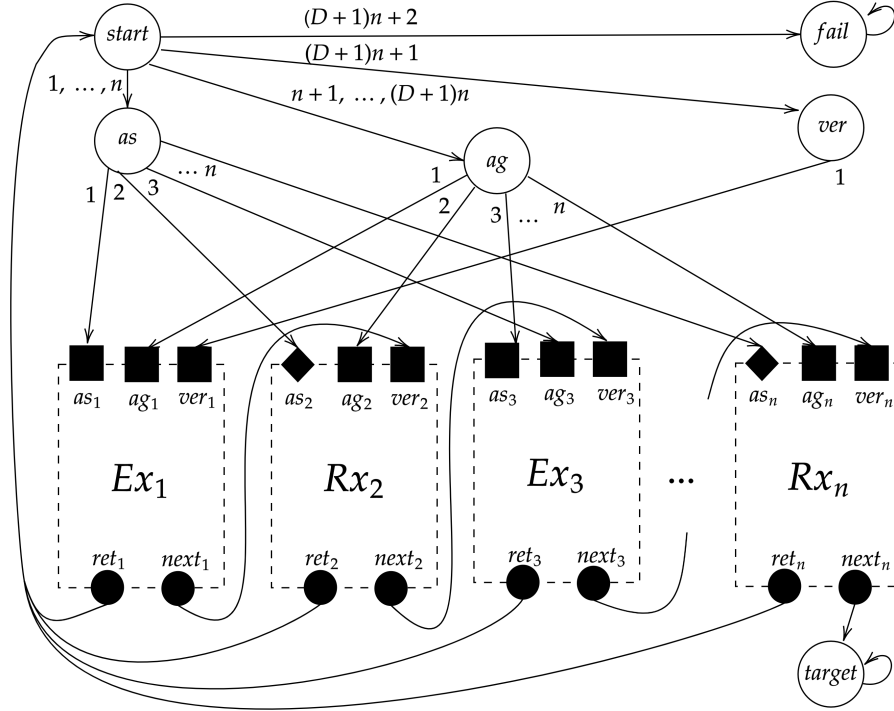 start
(D + 1)n + 2
fail
(D + 1)n + 1
1, … , n
n + 1, … , (D + 1)n
as
ag
ver
1
2
3
… n
1
2
3
…
n
1
as₁
ag₁
ver₁
as₂
ag₂
ver₂
as₃
ag₃
ver₃
asₙ
agₙ
verₙ
Ex₁
Rx₂
Ex₃
...
Rxₙ
ret₁
next₁
ret₂
next₂
ret₃
next₃
retₙ
nextₙ
target